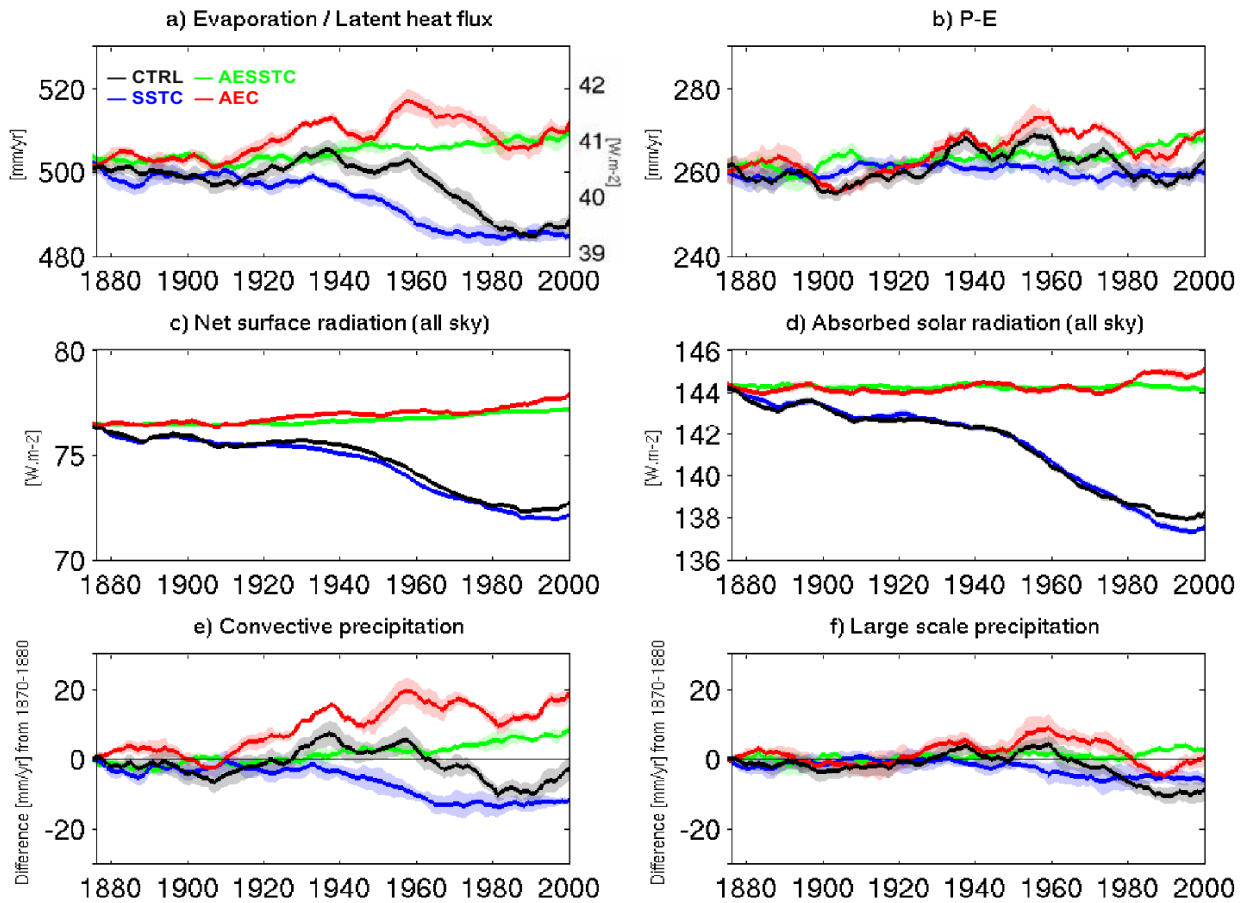 a) Evaporation / Latent heat flux
b) P-E
CTRL AESSTC
SSTC AEC
[mm/yr]
520
500
480
42
41
40
39
[W.m-2]
1880 1900 1920 1940 1960 1980 2000
[mm/yr]
280
260
240
1880 1900 1920 1940 1960 1980 2000
c) Net surface radiation (all sky)
d) Absorbed solar radiation (all sky)
[W.m-2]
80
75
70
1880 1900 1920 1940 1960 1980 2000
[W.m-2]
146
144
142
140
138
136
1880 1900 1920 1940 1960 1980 2000
e) Convective precipitation
f) Large scale precipitation
Difference [mm/yr] from 1870-1880
20
0
-20
1880 1900 1920 1940 1960 1980 2000
Difference [mm/yr] from 1870-1880
20
0
-20
1880 1900 1920 1940 1960 1980 2000